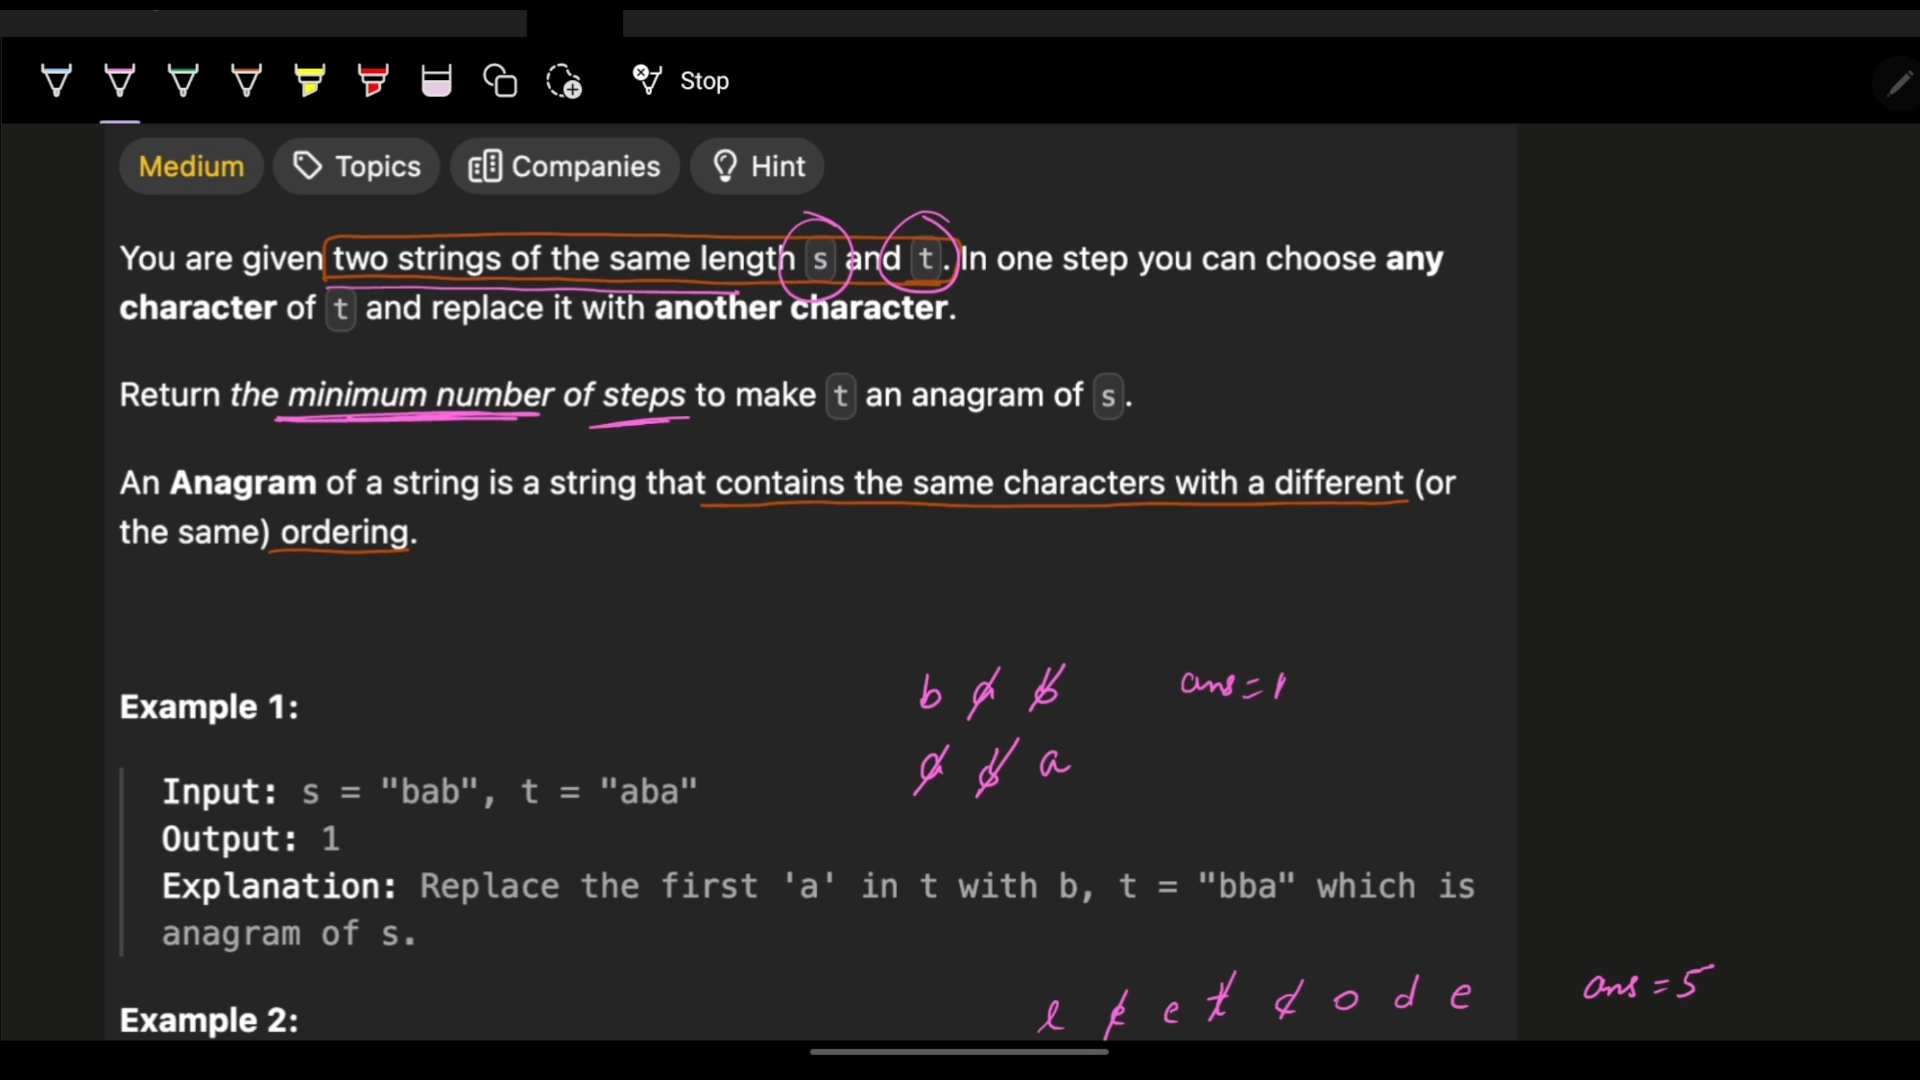 Stop
Medium Topics Companies Hint
You are given two strings of the same length s and t. In one step you can choose any
character of t and replace it with another character.
Return the minimum number of steps to make t an anagram of s.
An Anagram of a string is a string that contains the same characters with a different (or
the same) ordering.
b a b ans = 1
Example 1:
a b a
Input: s = "bab", t = "aba"
Output: 1
Explanation: Replace the first 'a' in t with b, t = "bba" which is
anagram of s.
l e e t c o d e ans = 5
Example 2: